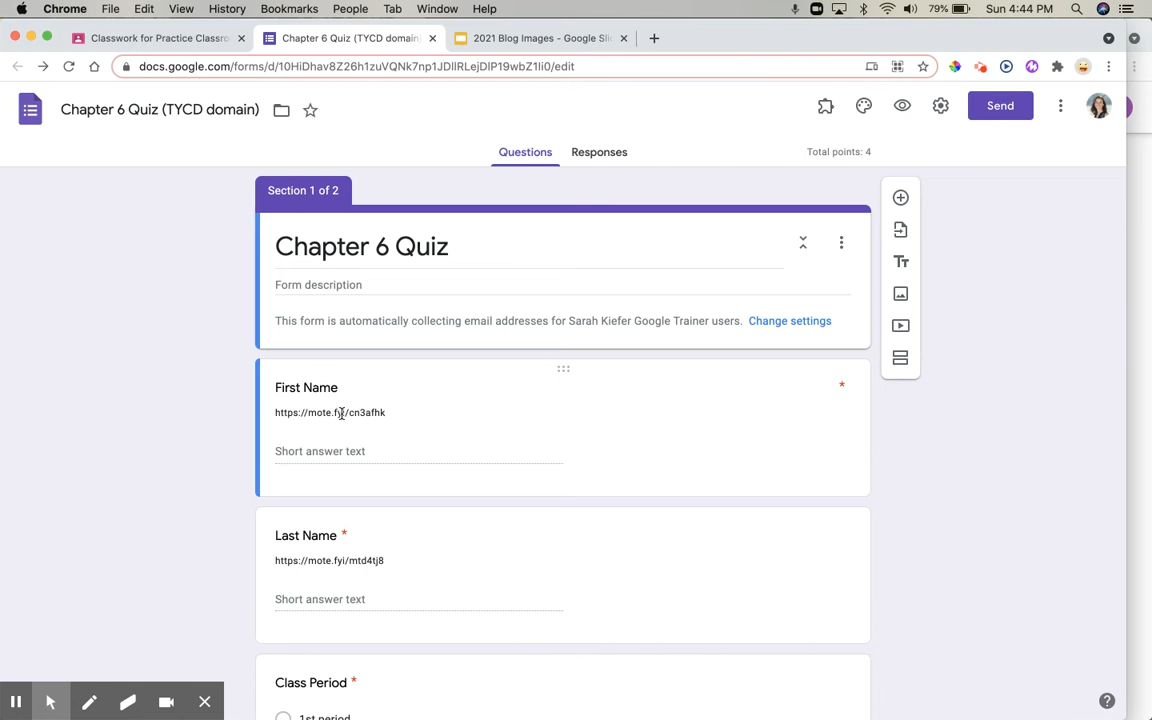 Chrome File Edit View History Bookmarks People Tab Window Help 79% Sun 4:44 PM
Classwork for Practice Classro Chapter 6 Quiz (TYCD domain) 2021 Blog Images - Google Slid
docs.google.com/forms/d/10HiDhav8Z26h1zuVQNk7np1JDllRLejDIP19wbZ1li0/edit
Chapter 6 Quiz (TYCD domain) Send
Questions Responses Total points: 4
Section 1 of 2
Chapter 6 Quiz
Form description
This form is automatically collecting email addresses for Sarah Kiefer Google Trainer users. Change settings
First Name *
https://mote.fyi/cn3afhk
Short answer text
Last Name *
https://mote.fyi/mtd4tj8
Short answer text
Class Period *
1st period